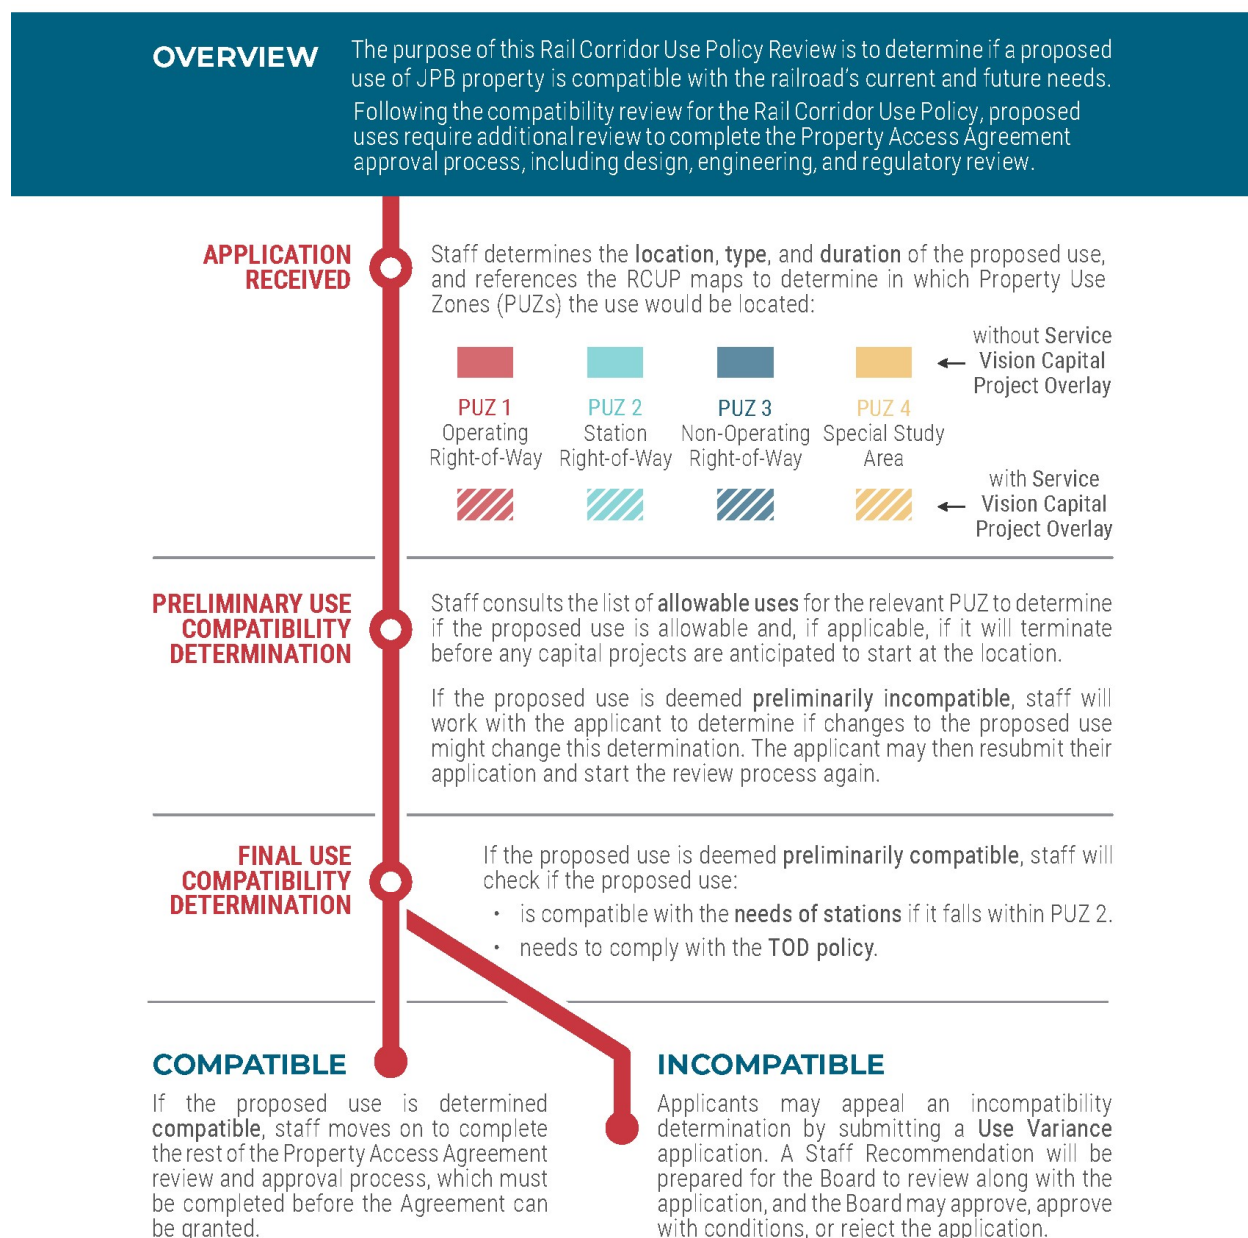 OVERVIEW
The purpose of this Rail Corridor Use Policy Review is to determine if a proposed
use of JPB property is compatible with the railroad's current and future needs.
Following the compatibility review for the Rail Corridor Use Policy, proposed
uses require additional review to complete the Property Access Agreement
approval process, including design, engineering, and regulatory review.
APPLICATION
RECEIVED
Staff determines the location, type, and duration of the proposed use,
and references the RCUP maps to determine in which Property Use
Zones (PUZs) the use would be located:
without Service
Vision Capital
Project Overlay
PUZ 1
Operating
Right-of-Way
PUZ 2
Station
Right-of-Way
PUZ 3
Non-Operating
Right-of-Way
PUZ 4
Special Study
Area
with Service
Vision Capital
Project Overlay
PRELIMINARY USE
COMPATIBILITY
DETERMINATION
Staff consults the list of allowable uses for the relevant PUZ to determine
if the proposed use is allowable and, if applicable, if it will terminate
before any capital projects are anticipated to start at the location.
If the proposed use is deemed preliminarily incompatible, staff will
work with the applicant to determine if changes to the proposed use
might change this determination. The applicant may then resubmit their
application and start the review process again.
FINAL USE
COMPATIBILITY
DETERMINATION
If the proposed use is deemed preliminarily compatible, staff will
check if the proposed use:
• is compatible with the needs of stations if it falls within PUZ 2.
• needs to comply with the TOD policy.
COMPATIBLE
If the proposed use is determined
compatible, staff moves on to complete
the rest of the Property Access Agreement
review and approval process, which must
be completed before the Agreement can
be granted.
INCOMPATIBLE
Applicants may appeal an incompatibility
determination by submitting a Use Variance
application. A Staff Recommendation will be
prepared for the Board to review along with the
application, and the Board may approve, approve
with conditions, or reject the application.